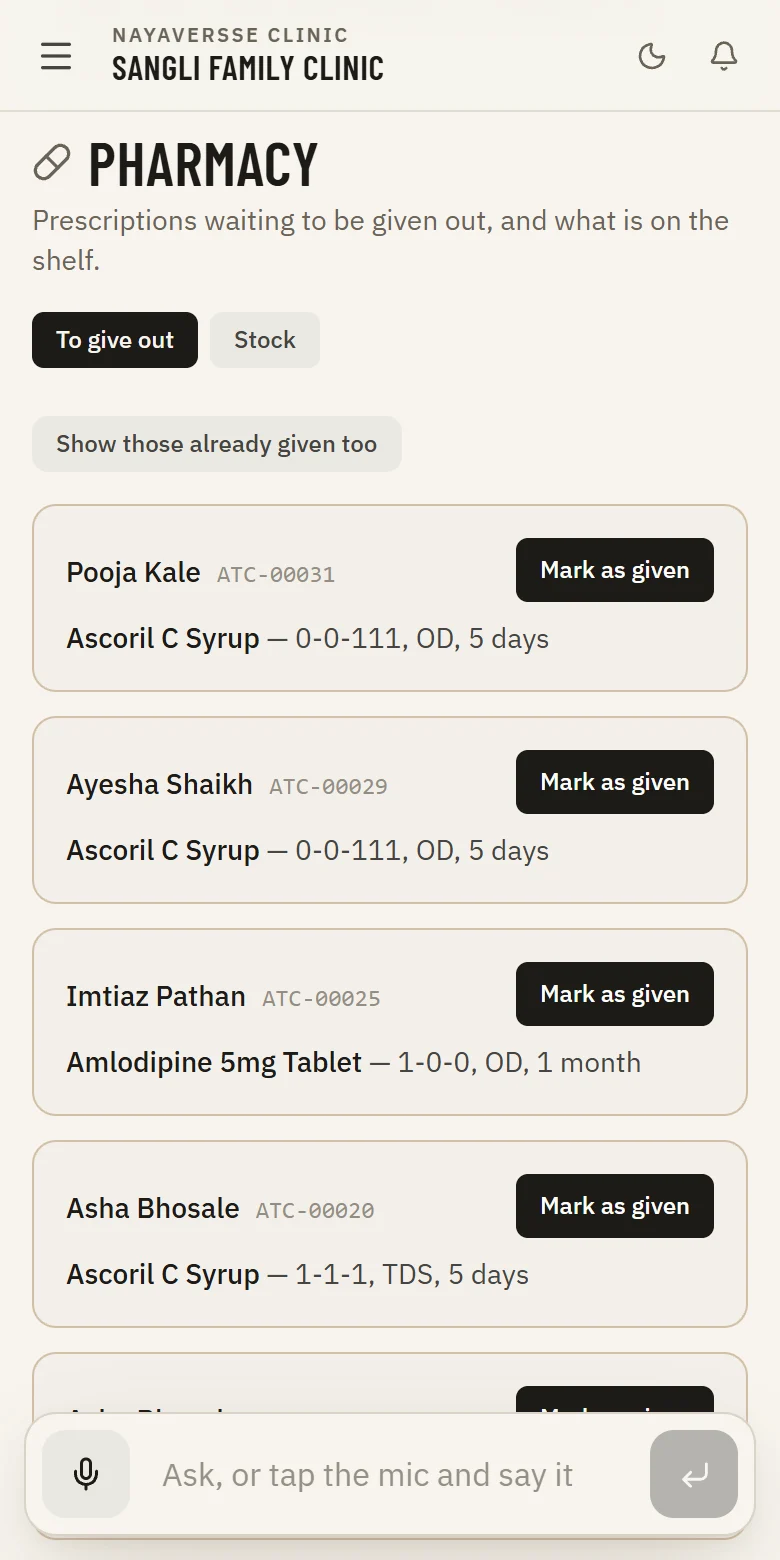 NAYAVERSSE CLINIC
SANGLI FAMILY CLINIC
PHARMACY
Prescriptions waiting to be given out, and what is on the
shelf.
To give out
Stock
Show those already given too
Pooja Kale ATC-00031
Mark as given
Ascoril C Syrup — 0-0-111, OD, 5 days
Ayesha Shaikh ATC-00029
Mark as given
Ascoril C Syrup — 0-0-111, OD, 5 days
Imtiaz Pathan ATC-00025
Mark as given
Amlodipine 5mg Tablet — 1-0-0, OD, 1 month
Asha Bhosale ATC-00020
Mark as given
Ascoril C Syrup — 1-1-1, TDS, 5 days
Ask, or tap the mic and say it